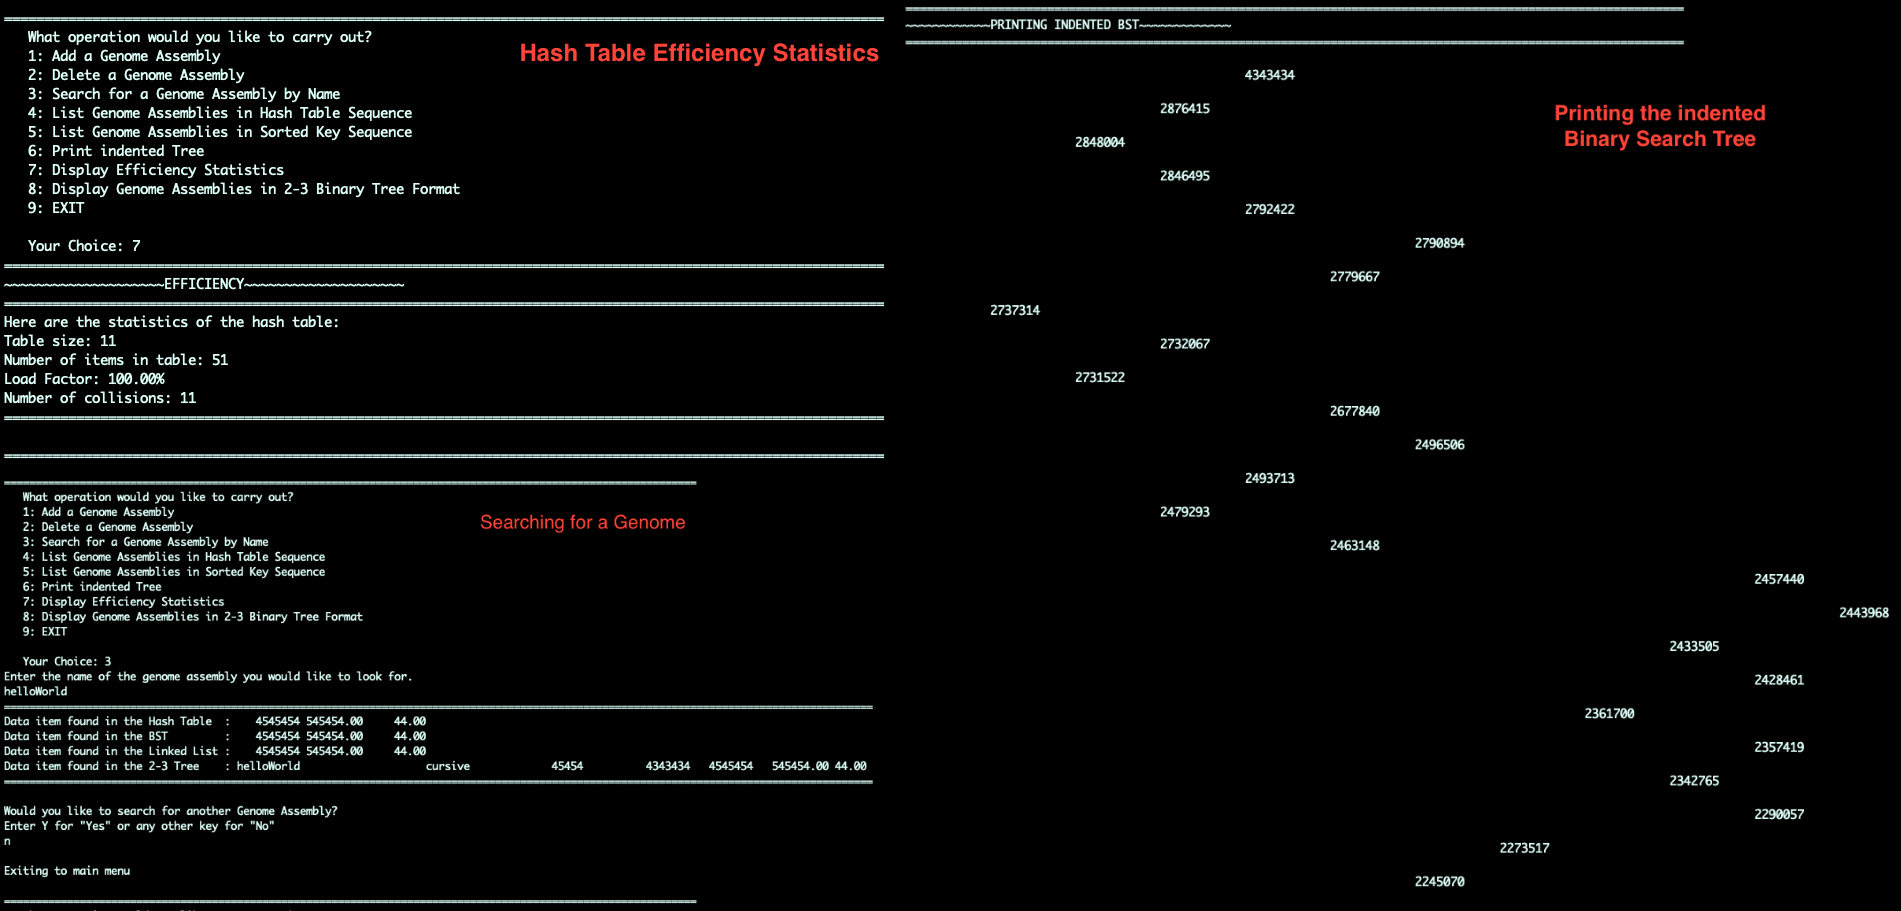 What operation would you like to carry out?
1: Add a Genome Assembly
2: Delete a Genome Assembly
3: Search for a Genome Assembly by Name
4: List Genome Assemblies in Hash Table Sequence
5: List Genome Assemblies in Sorted Key Sequence
6: Print indented Tree
7: Display Efficiency Statistics
8: Display Genome Assemblies in 2-3 Binary Tree Format
9: EXIT
Your Choice: 7
Hash Table Efficiency Statistics
~~~~~~~~~~~~~~~~~~~~EFFICIENCY~~~~~~~~~~~~~~~~~~~~
Here are the statistics of the hash table:
Table size: 11
Number of items in table: 51
Load Factor: 100.00%
Number of collisions: 11
What operation would you like to carry out?
1: Add a Genome Assembly
2: Delete a Genome Assembly
3: Search for a Genome Assembly by Name
4: List Genome Assemblies in Hash Table Sequence
5: List Genome Assemblies in Sorted Key Sequence
6: Print indented Tree
7: Display Efficiency Statistics
8: Display Genome Assemblies in 2-3 Binary Tree Format
9: EXIT
Searching for a Genome
Your Choice: 3
Enter the name of the genome assembly you would like to look for.
helloWorld
Data item found in the Hash Table : 4545454 545454.00 44.00
Data item found in the BST : 4545454 545454.00 44.00
Data item found in the Linked List : 4545454 545454.00 44.00
Data item found in the 2-3 Tree : helloWorld cursive 45454 4343434 4545454 545454.00 44.00
Would you like to search for another Genome Assembly?
Enter Y for "Yes" or any other key for "No"
n
Exiting to main menu
~~~~~~~~~~~~~PRINTING INDENTED BST~~~~~~~~~~~~~~
Printing the indented
Binary Search Tree
4343434
2876415
2848004
2846495
2792422
2790894
2779667
2737314
2732067
2731522
2677840
2496506
2493713
2479293
2463148
2457440
2443968
2433505
2428461
2361700
2357419
2342765
2290057
2273517
2245070